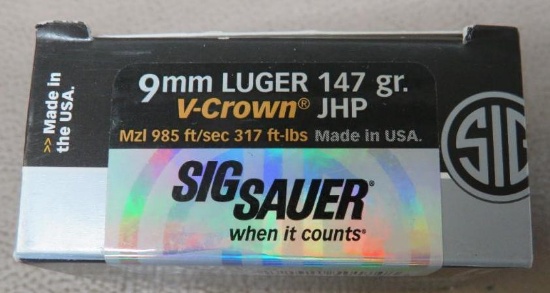 >> Made in
the USA.
9mm LUGER 147 gr.
V-Crown® JHP
Mzl 985 ft/sec 317 ft-lbs Made in USA.
SIG SAUER®
when it counts®
SIG